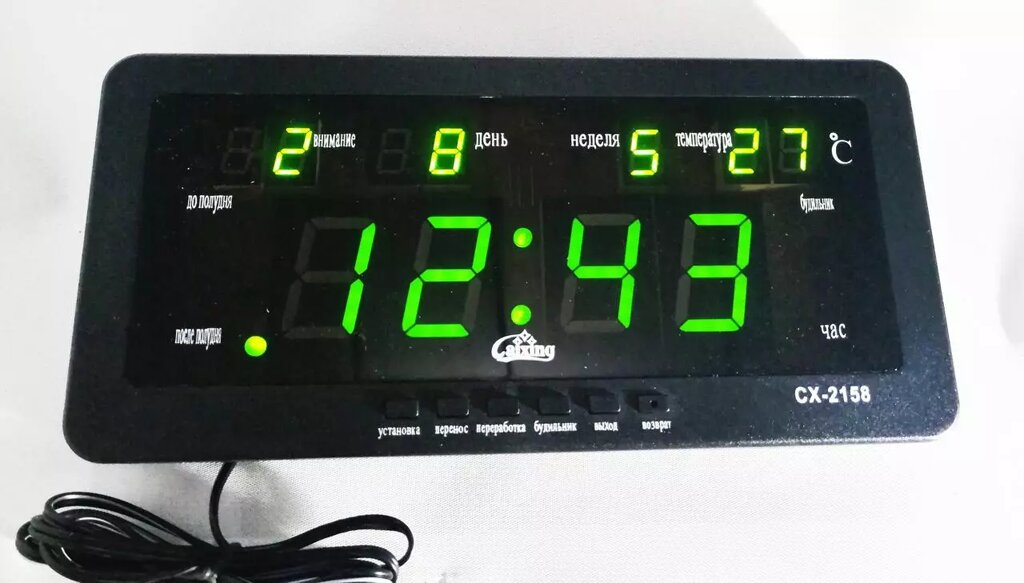 2 внимание 8 день неделя 5 температура 27 °C
до полудня будильник
12:43
после полудня час
Caixing
CX-2158
установка перенос переработка будильник выход возврат